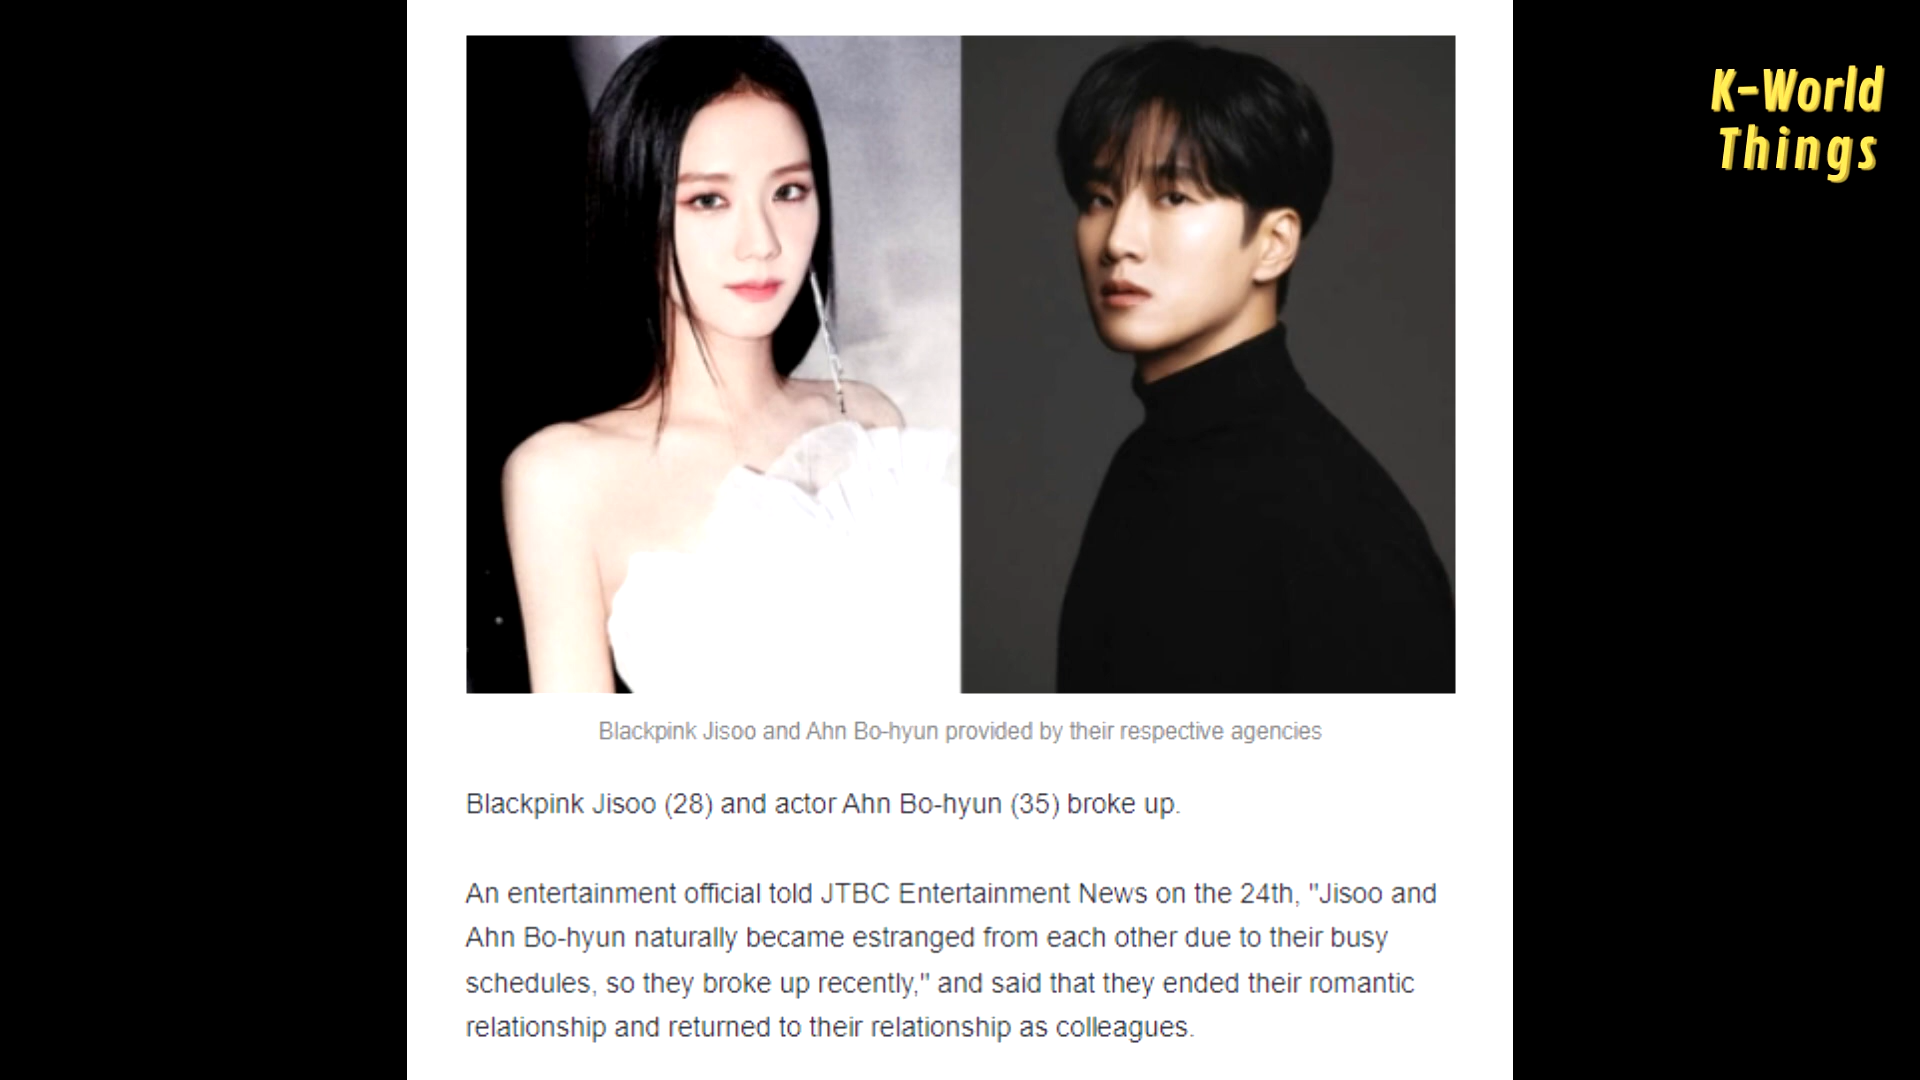 K-World
Things
Blackpink Jisoo and Ahn Bo-hyun provided by their respective agencies
Blackpink Jisoo (28) and actor Ahn Bo-hyun (35) broke up.
An entertainment official told JTBC Entertainment News on the 24th, "Jisoo and
Ahn Bo-hyun naturally became estranged from each other due to their busy
schedules, so they broke up recently," and said that they ended their romantic
relationship and returned to their relationship as colleagues.